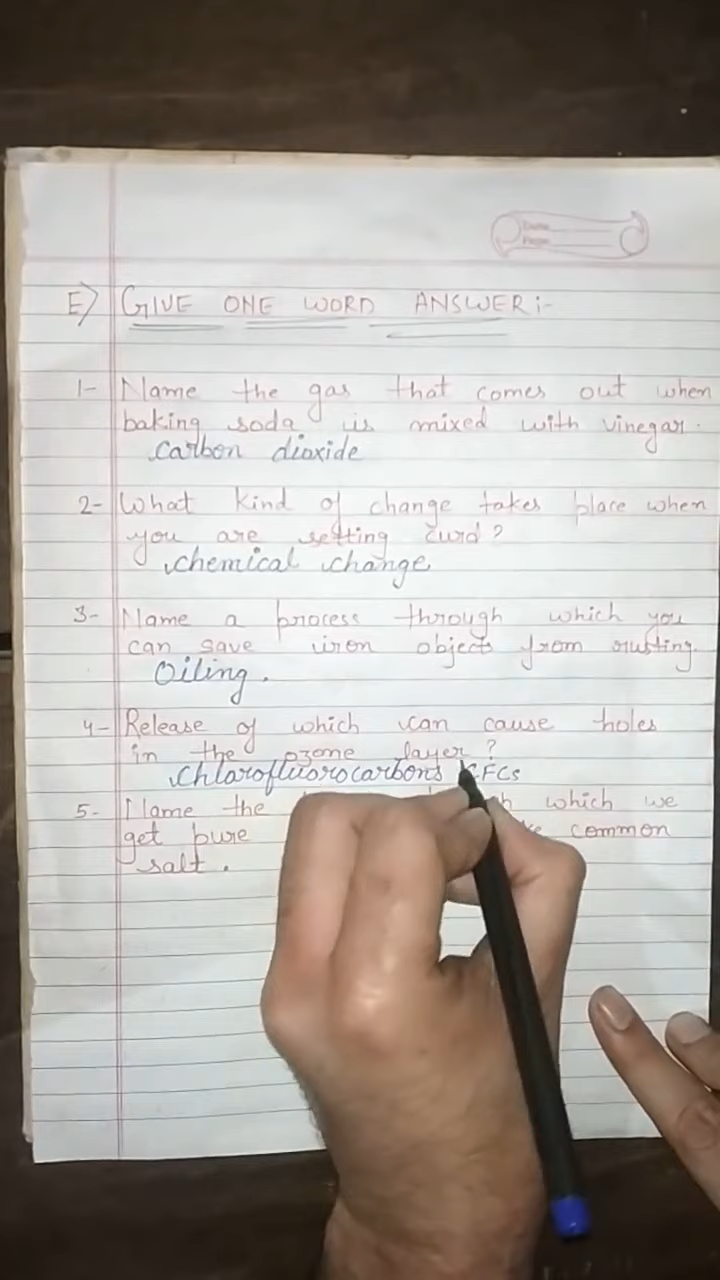 E) GIVE ONE WORD ANSWER:-
1- Name the gas that comes out when
baking soda is mixed with vinegar.
carbon dioxide
2- What kind of change takes place when
you are setting curd?
chemical change
3- Name a process through which you
can save iron objects from rusting.
Oiling.
4- Release of which can cause holes
in the ozone layer?
Chlarofluorocarbons CFCs
5- Name the which we
get pure common
salt.